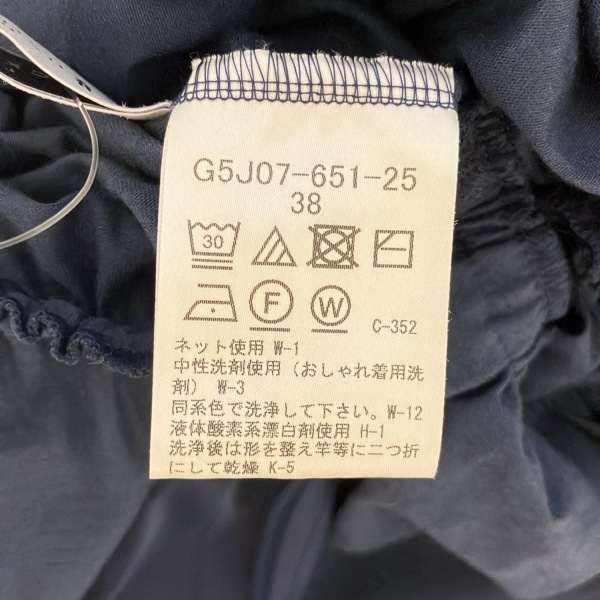 G5J07-651-25
38
30
F
W
C-352
ネット使用 W-1
中性洗剤使用（おしゃれ着用洗
剤） W-3
同系色で洗浄して下さい。W-12
液体酸素系漂白剤使用 H-1
洗浄後は形を整え竿等に二つ折
にして乾燥 K-5